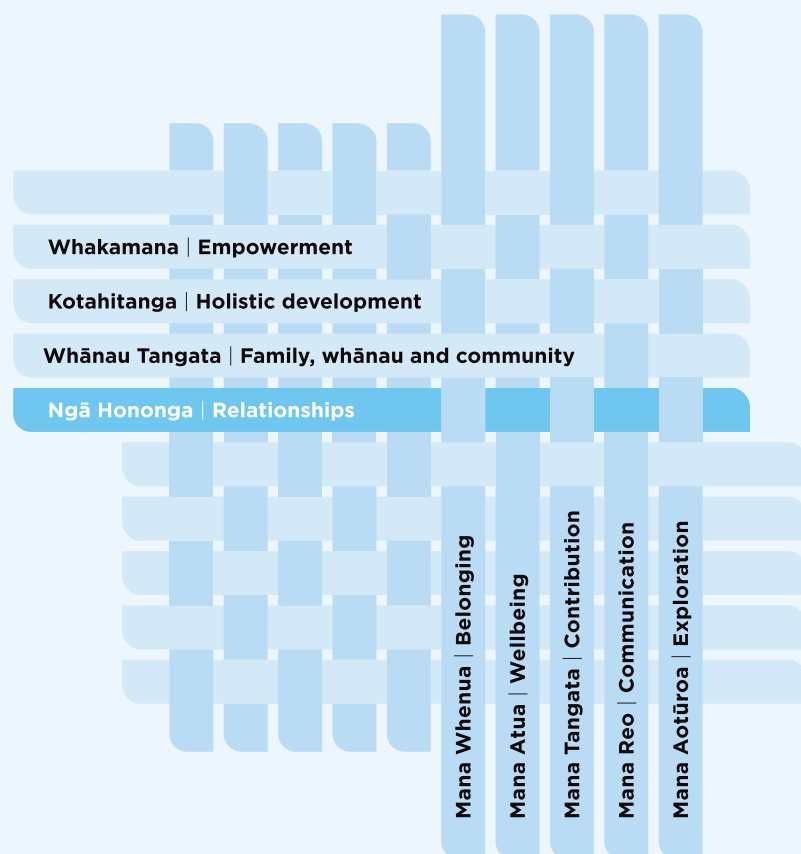 Whakamana | Empowerment
Kotahitanga | Holistic development
Whānau Tangata | Family, whānau and community
Ngā Hononga | Relationships
Mana Whenua | Belonging
Mana Atua | Wellbeing
Mana Tangata | Contribution
Mana Reo | Communication
Mana Aotūroa | Exploration